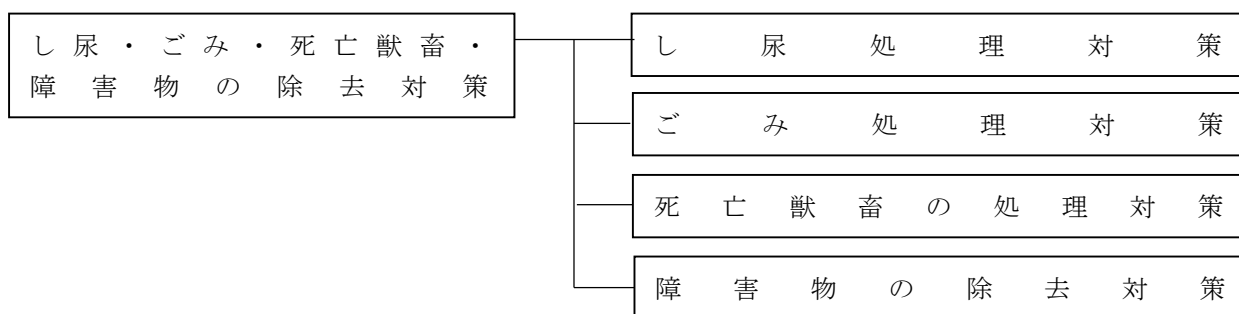 し尿・ごみ・死亡獣畜・
障害物の除去対策
し尿処理対策
ごみ処理対策
死亡獣畜の処理対策
障害物の除去対策